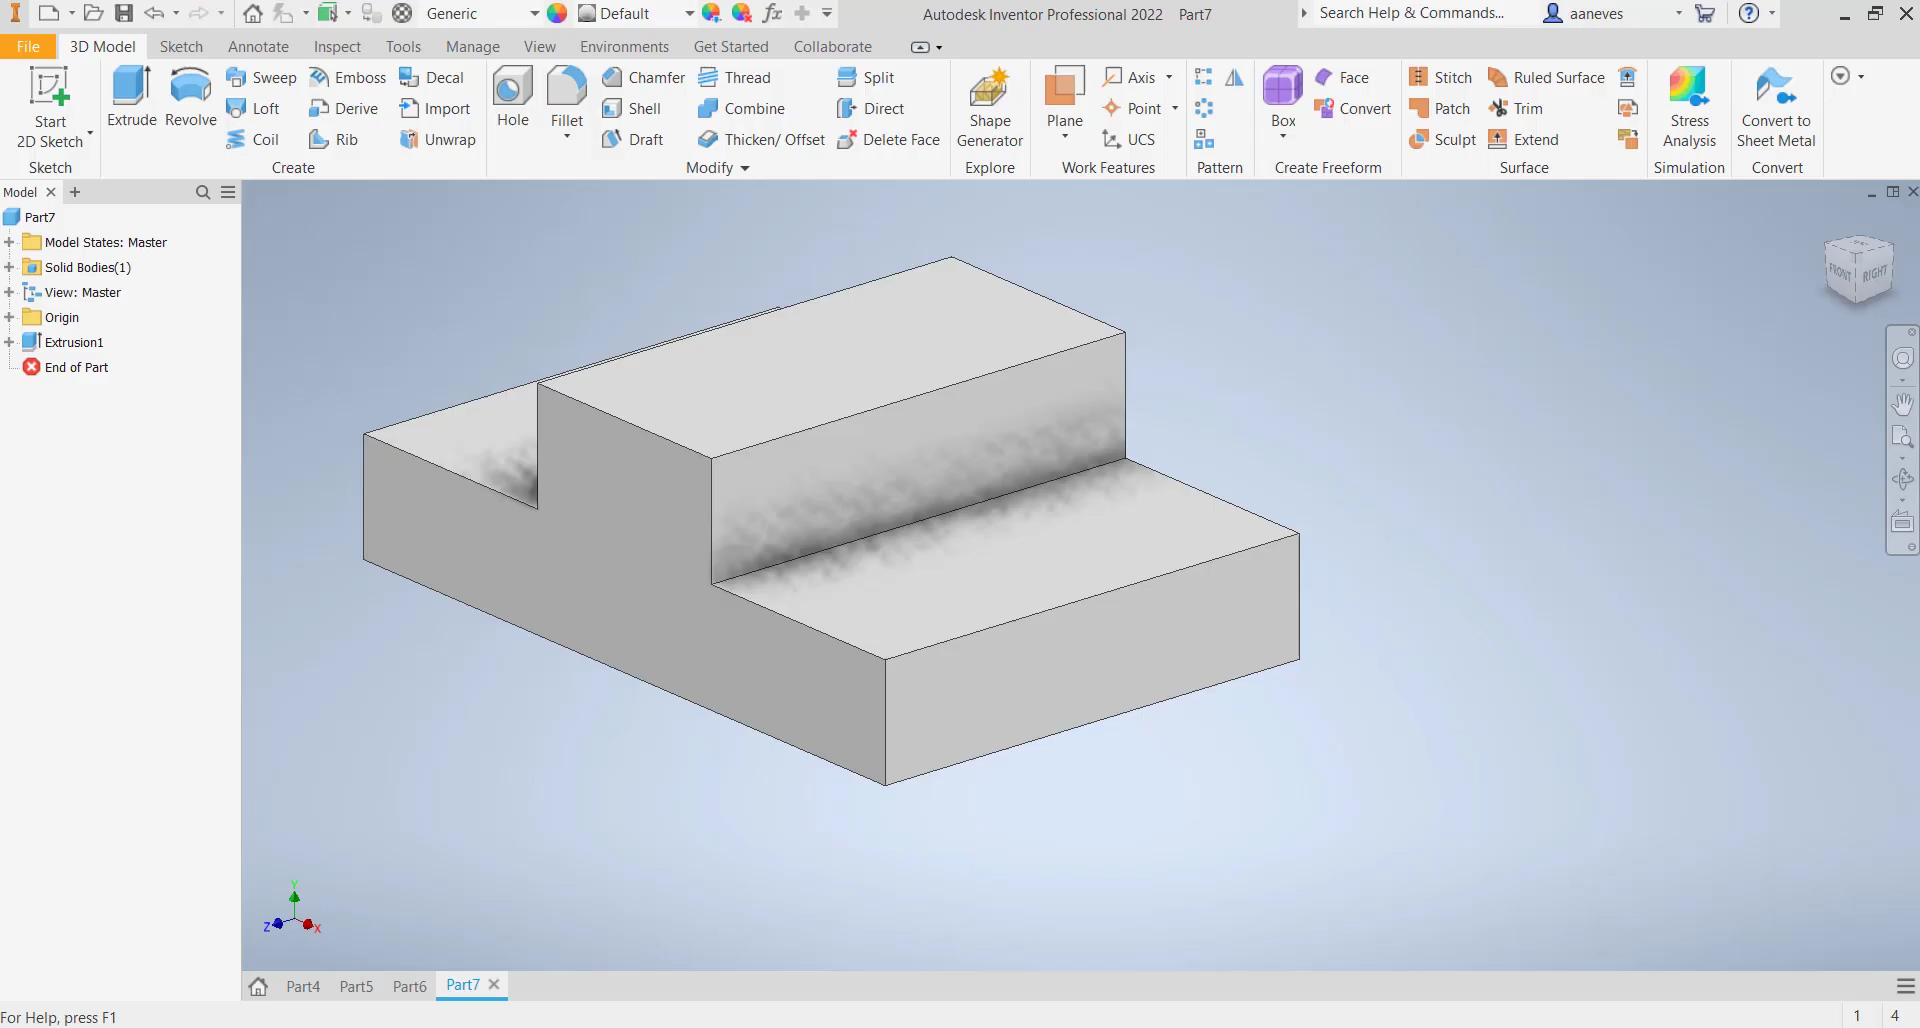 Generic Default Autodesk Inventor Professional 2022 Part7 Search Help & Commands... aaneves
File 3D Model Sketch Annotate Inspect Tools Manage View Environments Get Started Collaborate
Start
2D Sketch
Extrude
Revolve
Sweep Emboss Decal
Loft Derive Import
Coil Rib Unwrap
Hole
Fillet
Chamfer Thread Split
Shell Combine Direct
Draft Thicken/ Offset Delete Face
Shape
Generator
Plane
Axis
Point
UCS
Box
Face
Convert
Stitch Ruled Surface
Patch Trim
Sculpt Extend
Stress
Analysis
Convert to
Sheet Metal
Sketch Create Modify Explore Work Features Pattern Create Freeform Surface Simulation Convert
Model
Part7
Model States: Master
Solid Bodies(1)
View: Master
Origin
Extrusion1
End of Part
FRONT RIGHT
Y
Z X
Part4 Part5 Part6 Part7
For Help, press F1 1 4